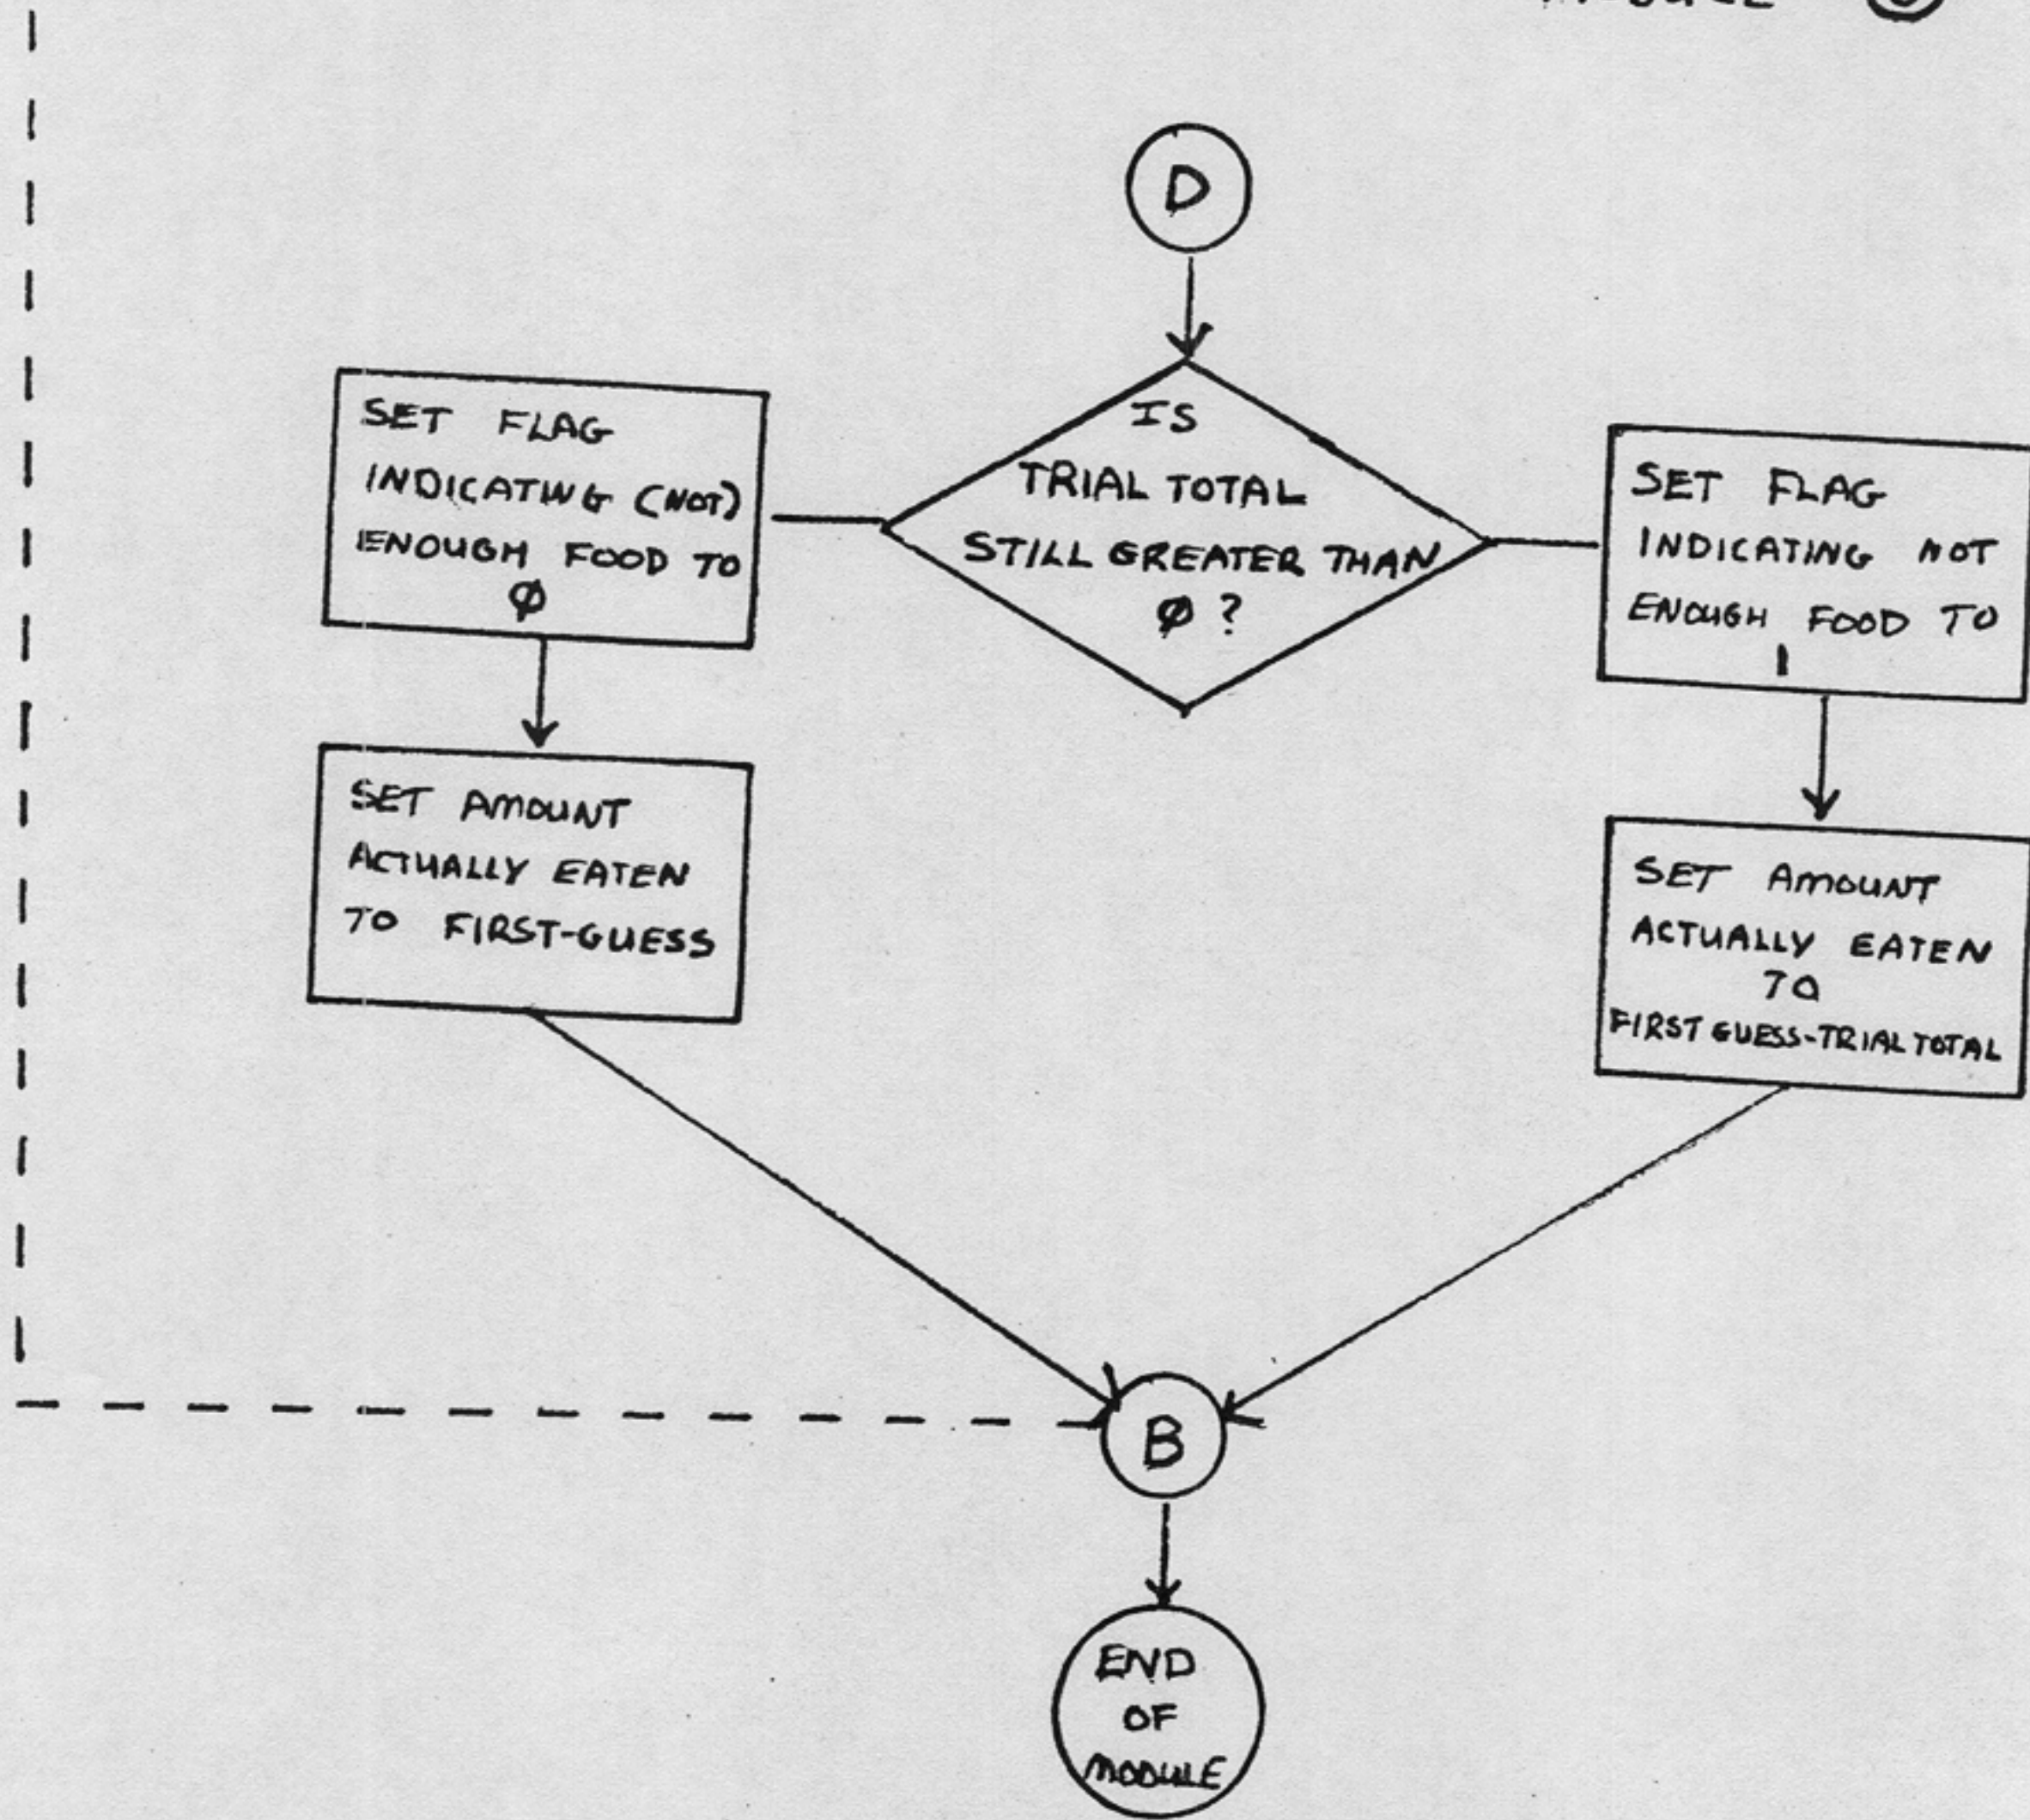 D
IS
TRIAL TOTAL
STILL GREATER THAN
Ø ?
SET FLAG
INDICATING (NOT)
ENOUGH FOOD TO
Ø
SET AMOUNT
ACTUALLY EATEN
TO FIRST-GUESS
SET FLAG
INDICATING NOT
ENOUGH FOOD TO
1
SET AMOUNT
ACTUALLY EATEN
TO
FIRST GUESS-TRIAL TOTAL
B
END
OF
MODULE